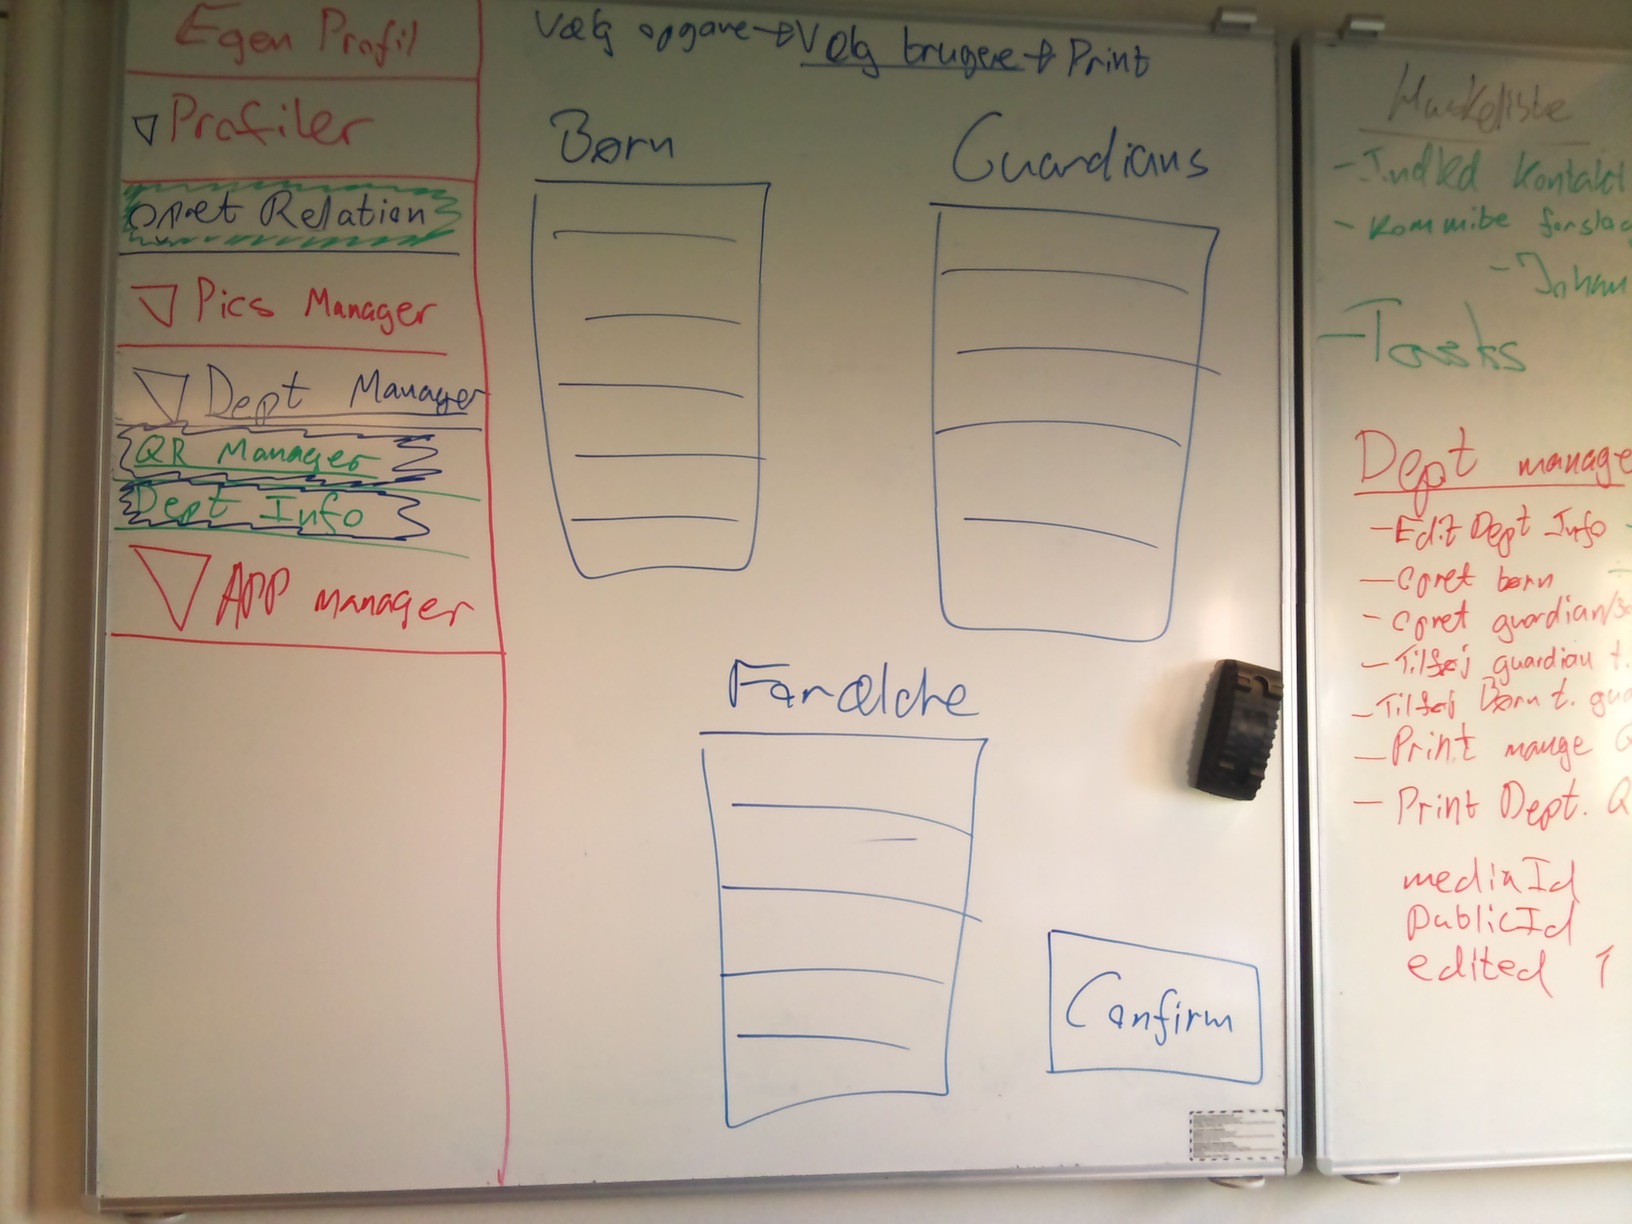 Egen Profil
Profiler
Opret Relation
Pics Manager
Dept Manager
QR Manager
Dept Info
APP manager
Vælg opgave → Vælg brugere → Print
Børn
Guardians
Forældre
Confirm
Huskeliste
- Indkld kontakt
- Kommibe forslag
- Johan
- Tasks
Dept manage
- Edit Dept Info
- Opret børn
- Opret guardian/
- Tilføj guardian t.
- Tilføj Børn t. gua
- Print mange Q
- Print Dept. Q
mediaId
publicId
edited